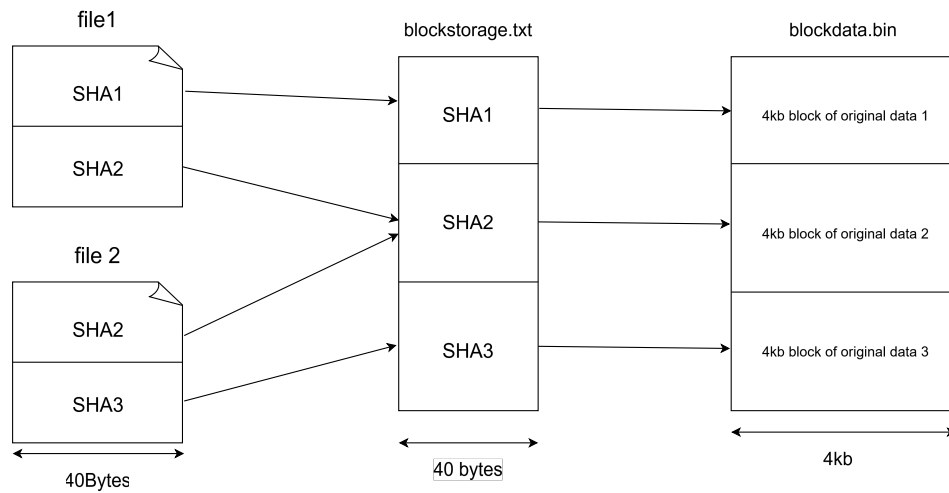 file1
SHA1
SHA2
file 2
SHA2
SHA3
40Bytes
blockstorage.txt
SHA1
SHA2
SHA3
40 bytes
blockdata.bin
4kb block of original data 1
4kb block of original data 2
4kb block of original data 3
4kb